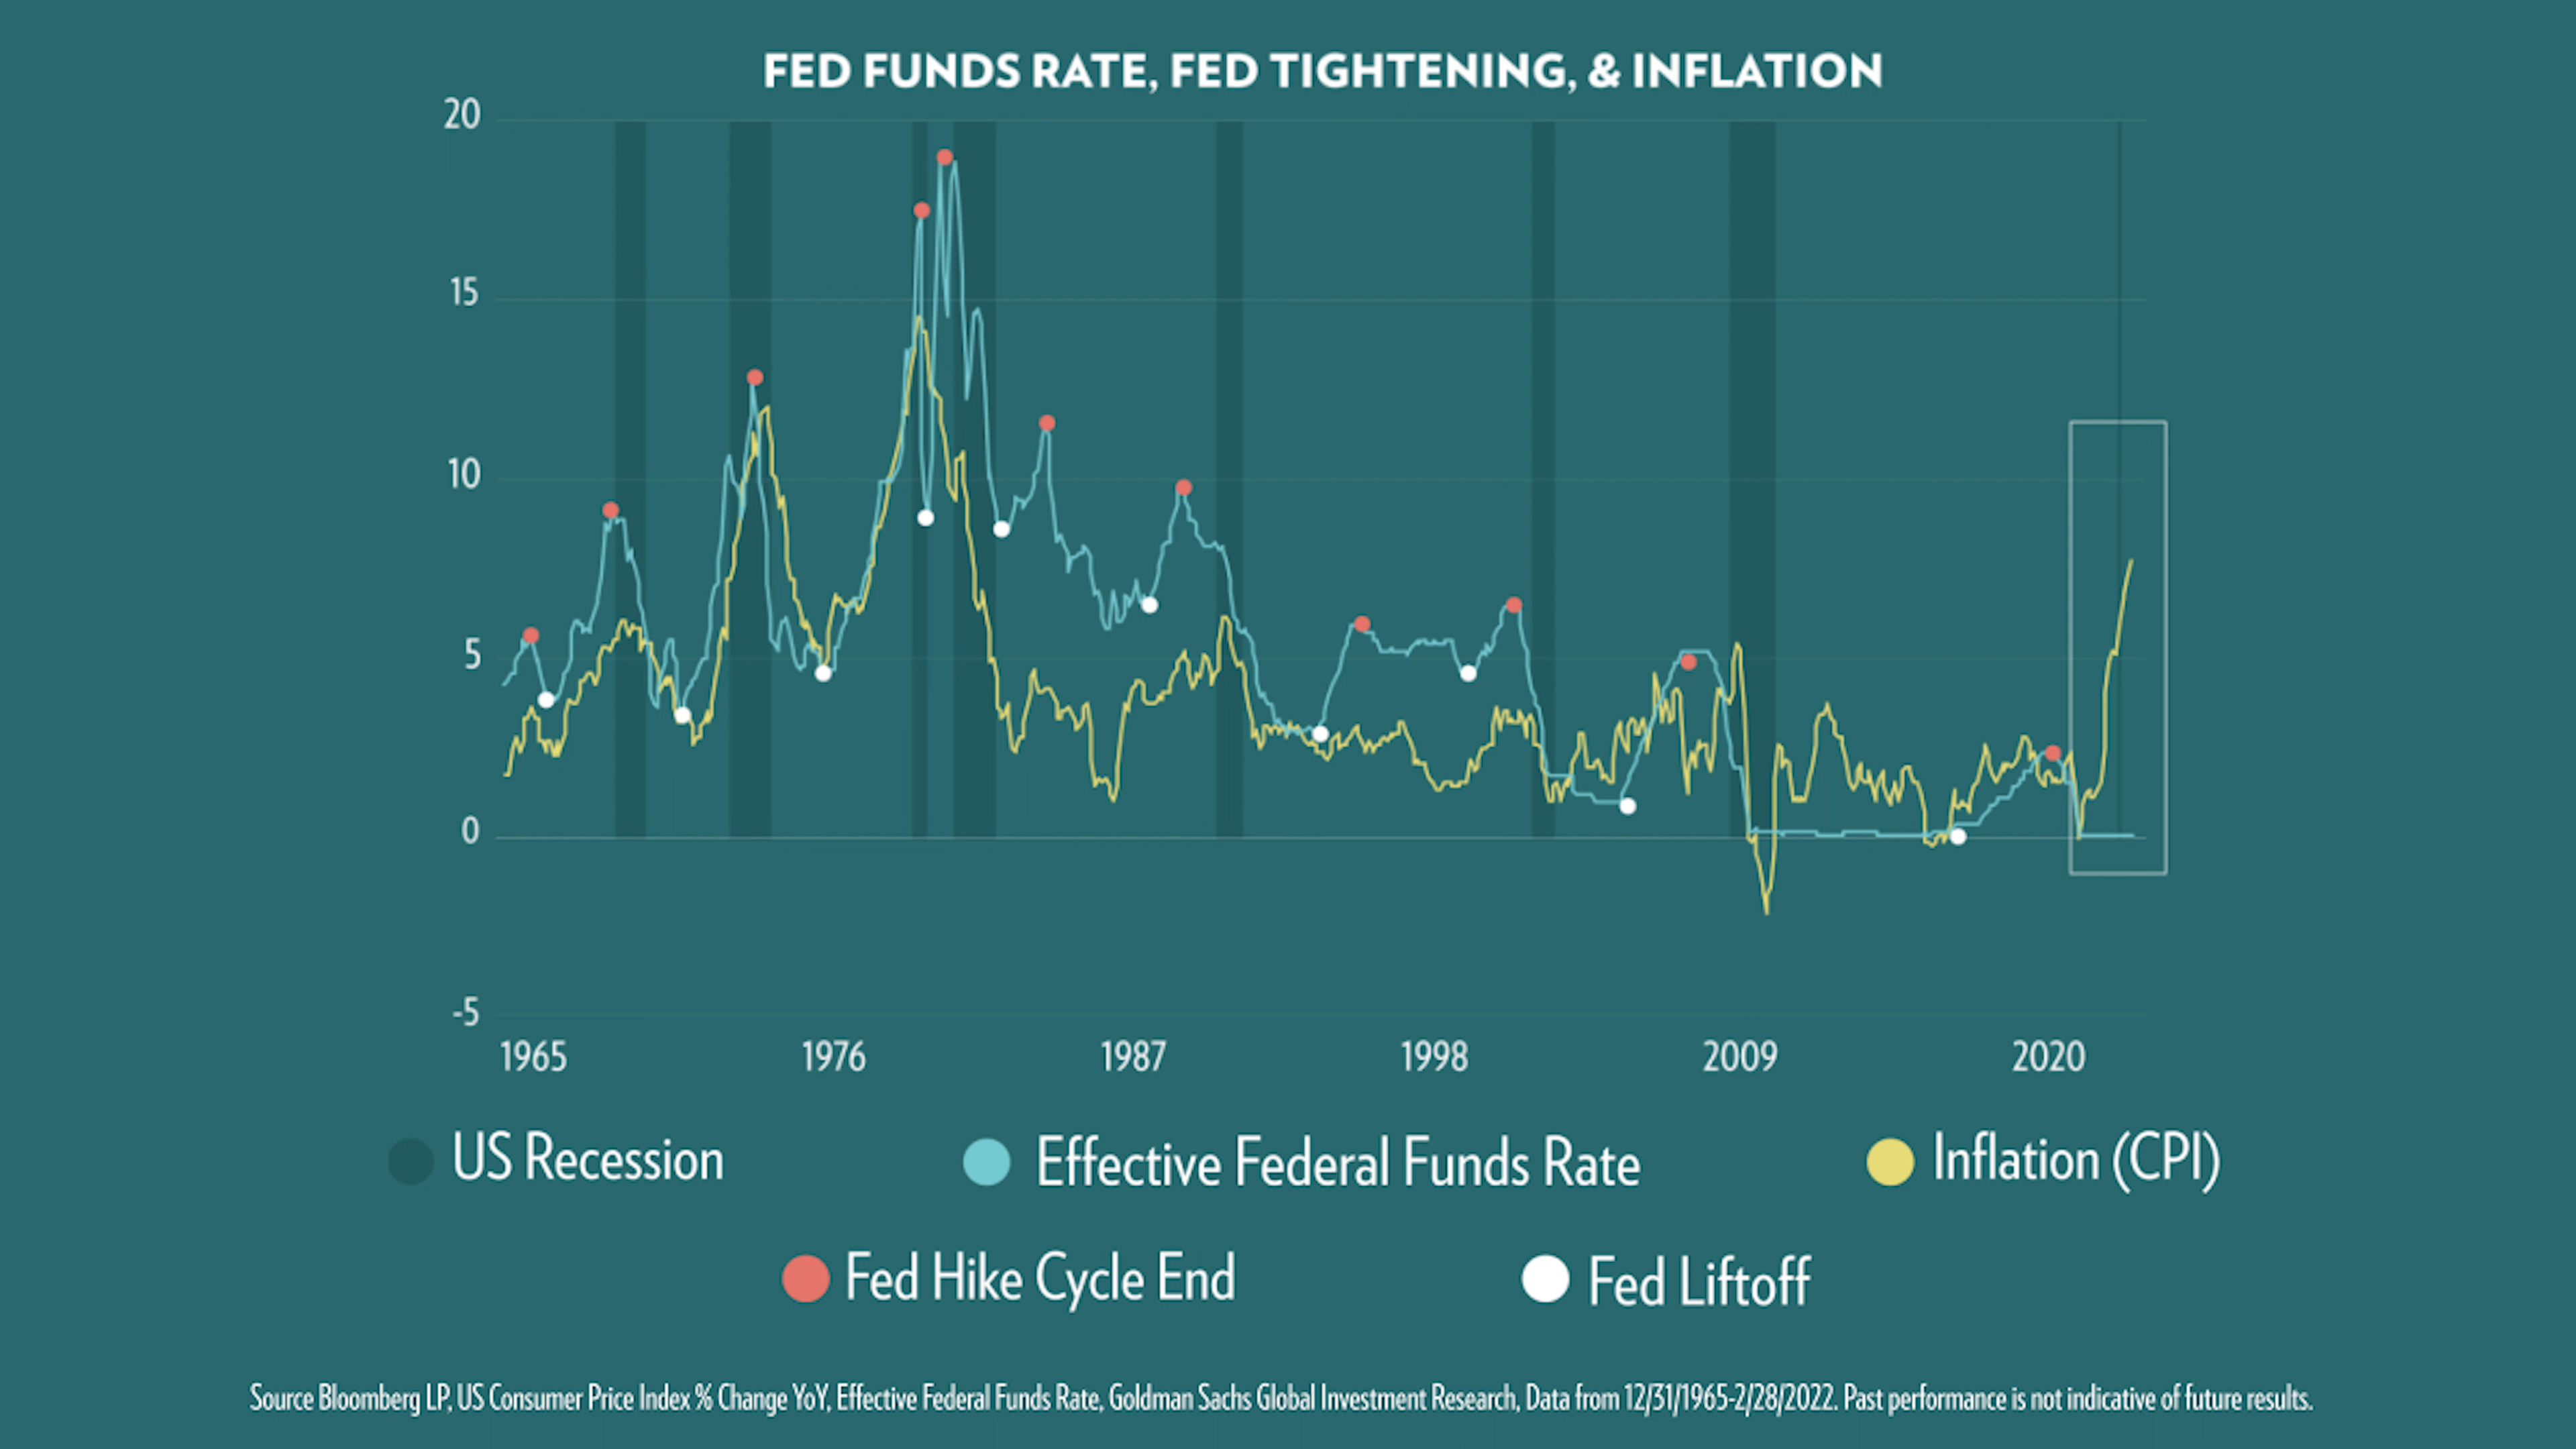 FED FUNDS RATE, FED TIGHTENING, & INFLATION
20
15
10
5
0
-5
1965 1976 1987 1998 2009 2020
US Recession Effective Federal Funds Rate Inflation (CPI)
Fed Hike Cycle End Fed Liftoff
Source Bloomberg LP, US Consumer Price Index % Change YoY, Effective Federal Funds Rate, Goldman Sachs Global Investment Research, Data from 12/31/1965-2/28/2022. Past performance is not indicative of future results.